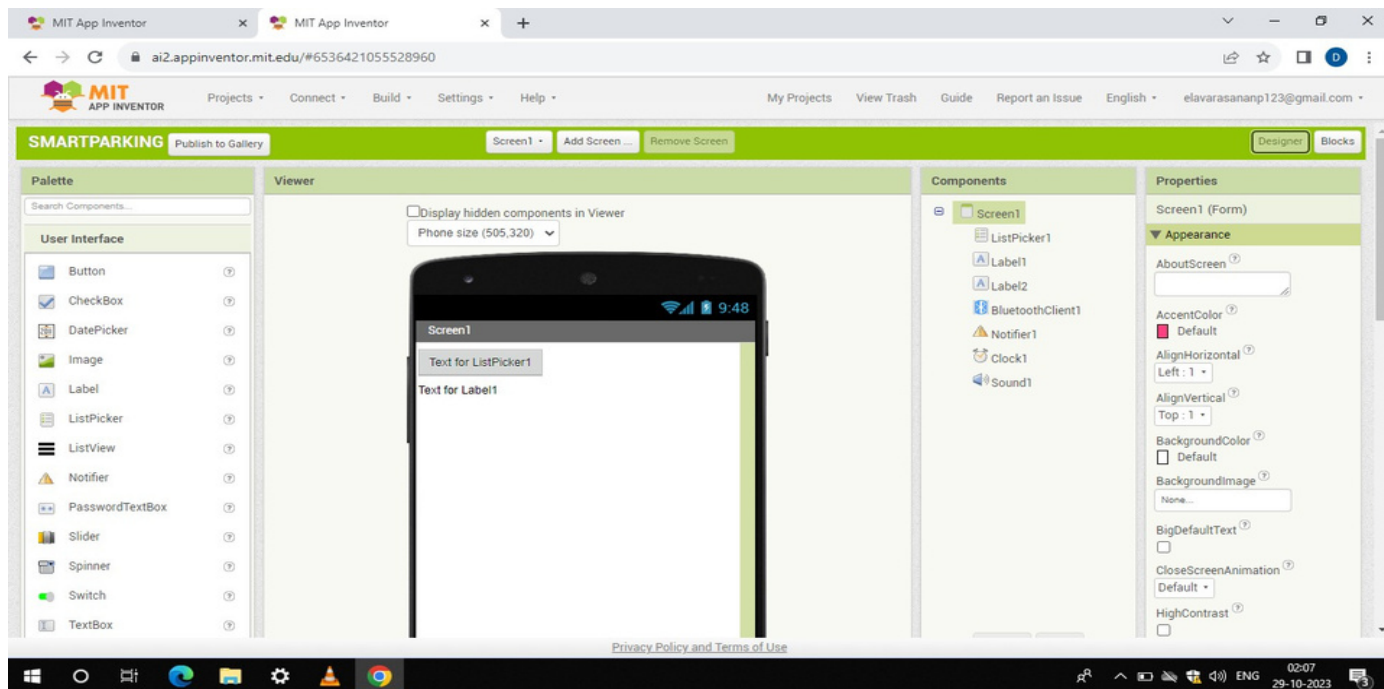 MIT App Inventor
MIT App Inventor
ai2.appinventor.mit.edu/#6536421055528960
D
MIT
APP INVENTOR
Projects
Connect
Build
Settings
Help
My Projects
View Trash
Guide
Report an Issue
English
elavarasananp123@gmail.com
SMARTPARKING
Publish to Gallery
Screen1
Add Screen ...
Remove Screen
Designer
Blocks
Palette
Search Components...
User Interface
Button
CheckBox
DatePicker
Image
Label
ListPicker
ListView
Notifier
PasswordTextBox
Slider
Spinner
Switch
TextBox
Viewer
Display hidden components in Viewer
Phone size (505,320)
9:48
Screen1
Text for ListPicker1
Text for Label1
Components
Screen1
ListPicker1
Label1
Label2
BluetoothClient1
Notifier1
Clock1
Sound1
Properties
Screen1 (Form)
Appearance
AboutScreen
AccentColor
Default
AlignHorizontal
Left : 1
AlignVertical
Top : 1
BackgroundColor
Default
BackgroundImage
None...
BigDefaultText
CloseScreenAnimation
Default
HighContrast
Privacy Policy and Terms of Use
ENG
02:07
29-10-2023
3